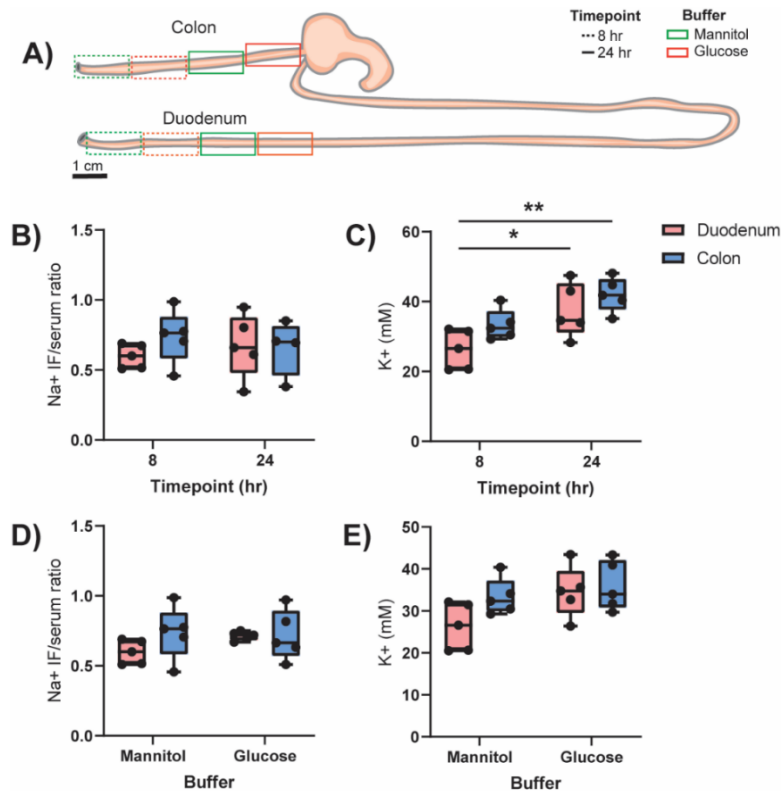 A)
Colon
Duodenum
1 cm
Timepoint
8 hr
24 hr
Buffer
Mannitol
Glucose
B)
Na+ IF/serum ratio
1.5
1.0
0.5
0.0
8
24
Timepoint (hr)
C)
K+ (mM)
60
40
20
0
*
**
8
24
Timepoint (hr)
Duodenum
Colon
D)
Na+ IF/serum ratio
1.5
1.0
0.5
0.0
Mannitol
Glucose
Buffer
E)
K+ (mM)
50
40
30
20
10
0
Mannitol
Glucose
Buffer